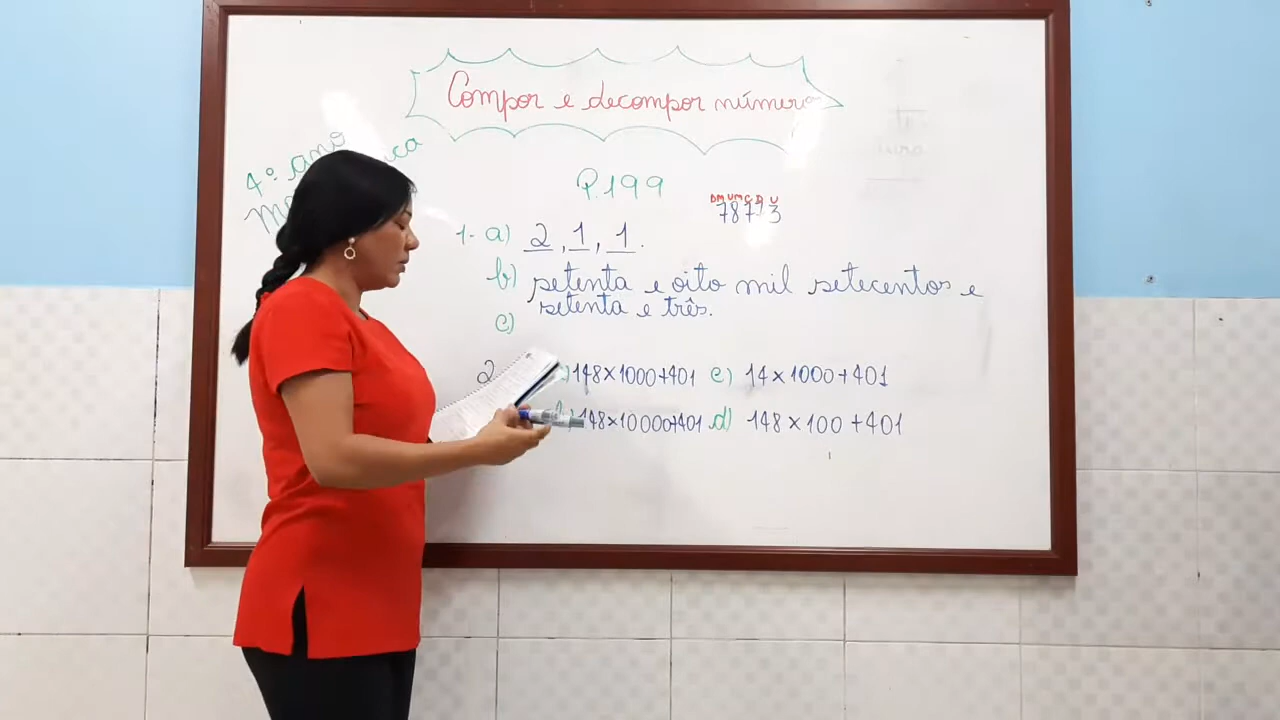 Compor e decompor número
4º ano
P.199
DM UM C D U
78773
1- a) 2, 1, 1.
b) setenta e oito mil setecentos e
setenta e três.
c)
2 148×1000+401 c) 14×1000+401
148×10000+401 d) 148×100+401